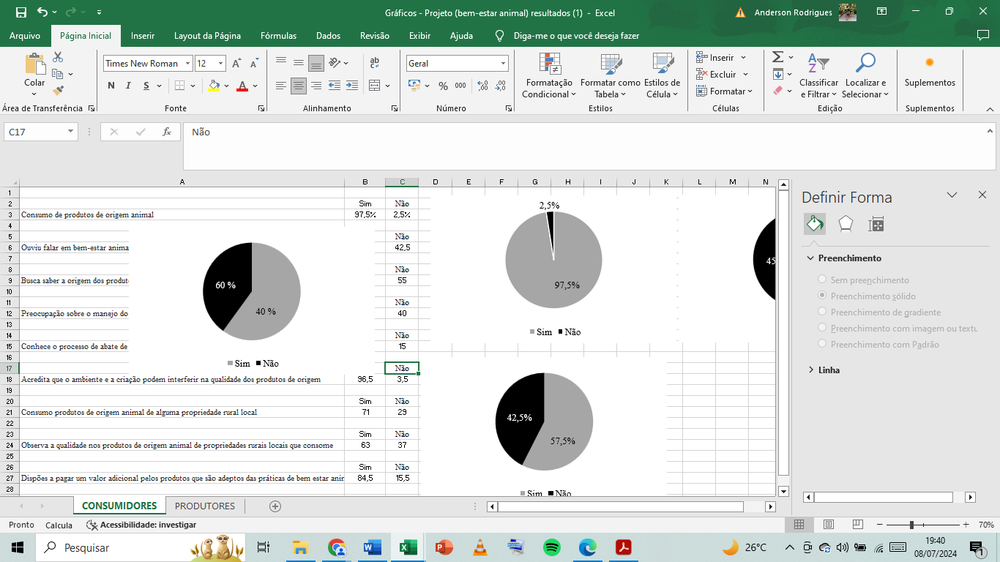 Gráficos - Projeto (bem-estar animal) resultados (1) - Excel
Anderson Rodrigues
Arquivo Página Inicial Inserir Layout da Página Fórmulas Dados Revisão Exibir Ajuda Diga-me o que você deseja fazer
Colar
Área de Transferência
Times New Roman 12
N I S
Fonte
ab
Alinhamento
Geral
% 000
Número
Formatação Condicional
Formatar como Tabela
Estilos de Célula
Estilos
Inserir
Excluir
Formatar
Células
Classificar e Filtrar
Localizar e Selecionar
Edição
Suplementos
Suplementos
C17 fx Não
A B C D E F G H I J K L M N
1
2 Sim Não
3 Consumo de produtos de origem animal 97,5% 2,5%
4
5 Não
6 Ouviu falar em bem-estar anima 42,5
7
8 Não
9 Busca saber a origem dos produt 55
10
11 Não
12 Preocupação sobre o manejo do 40
13
14 Não
15 Conhece o processo de abate de 15
16
17 Não
18 Acredita que o ambiente e a criação podem interferir na qualidade dos produtos de origem 96,5 3,5
19
20 Sim Não
21 Consumo produtos de origem animal de alguma propriedade rural local 71 29
22
23 Sim Não
24 Observa a qualidade nos produtos de origem animal de propriedades rurais locais que consome 63 37
25
26 Sim Não
27 Dispões a pagar um valor adicional pelos produtos que são adeptos das práticas de bem estar anim 84,5 15,5
28
60 %
40 %
Sim Não
2,5%
97,5%
Sim Não
45
42,5%
57,5%
Sim Não
Definir Forma
Preenchimento
Sem preenchimento
Preenchimento sólido
Preenchimento de gradiente
Preenchimento com imagem ou textu
Preenchimento com Padrão
Linha
CONSUMIDORES PRODUTORES
Pronto Calcula Acessibilidade: investigar
70%
Pesquisar
26°C
19:40
08/07/2024
1